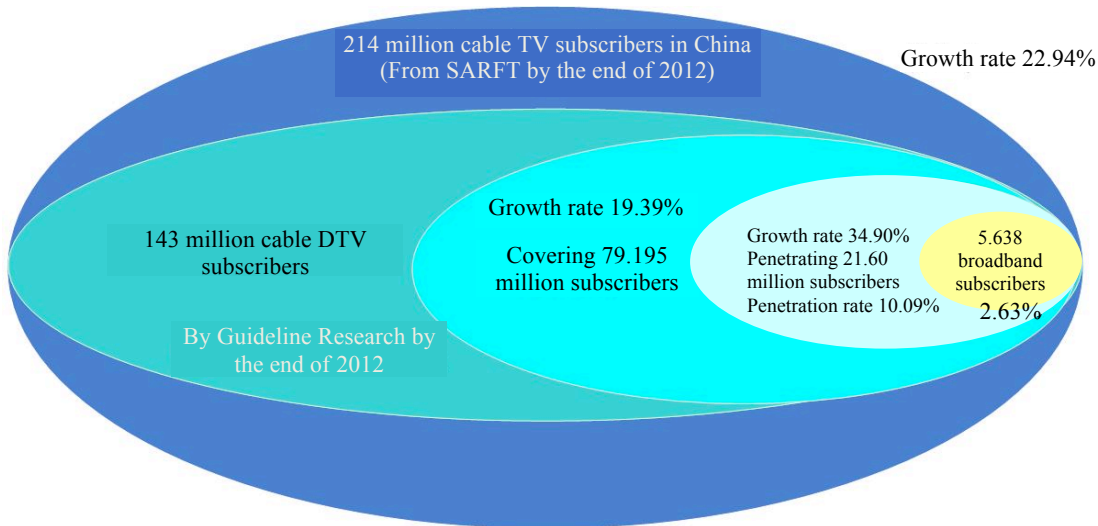 214 million cable TV subscribers in China
(From SARFT by the end of 2012)
Growth rate 22.94%
143 million cable DTV
subscribers
By Guideline Research by
the end of 2012
Growth rate 19.39%
Covering 79.195
million subscribers
Growth rate 34.90%
Penetrating 21.60
million subscribers
Penetration rate 10.09%
5.638
broadband
subscribers
2.63%